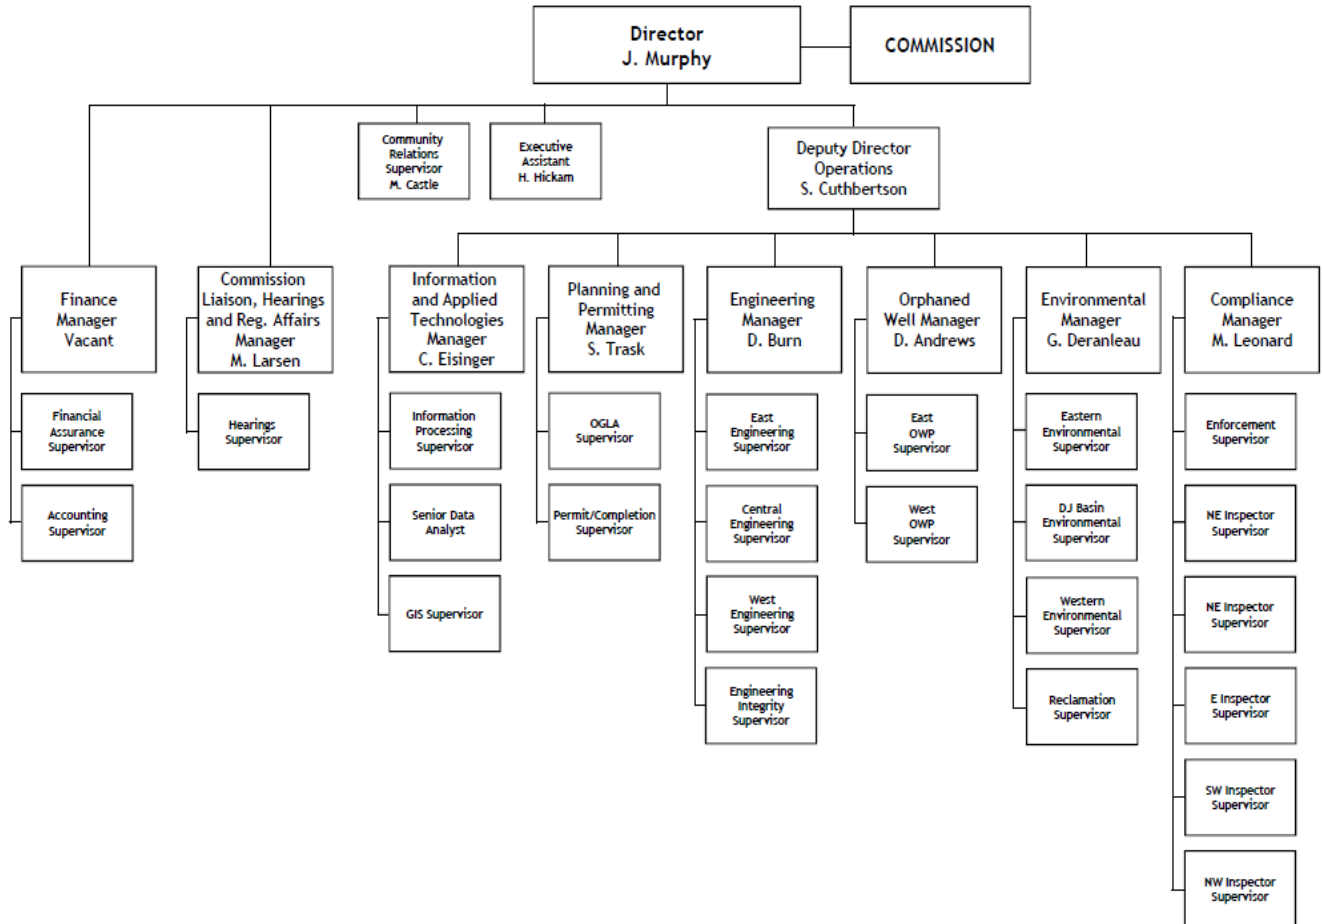 Director
J. Murphy
COMMISSION
Community
Relations
Supervisor
M. Castle
Executive
Assistant
H. Hickam
Deputy Director
Operations
S. Cuthbertson
Finance
Manager
Vacant
Commission
Liaison, Hearings
and Reg. Affairs
Manager
M. Larsen
Information
and Applied
Technologies
Manager
C. Eisinger
Planning and
Permitting
Manager
S. Trask
Engineering
Manager
D. Burn
Orphaned
Well Manager
D. Andrews
Environmental
Manager
G. Deranleau
Compliance
Manager
M. Leonard
Financial
Assurance
Supervisor
Hearings
Supervisor
Information
Processing
Supervisor
OGLA
Supervisor
East
Engineering
Supervisor
East
OWP
Supervisor
Eastern
Environmental
Supervisor
Enforcement
Supervisor
Accounting
Supervisor
Senior Data
Analyst
Permit/Completion
Supervisor
Central
Engineering
Supervisor
West
OWP
Supervisor
DJ Basin
Environmental
Supervisor
NE Inspector
Supervisor
GIS Supervisor
West
Engineering
Supervisor
Western
Environmental
Supervisor
NE Inspector
Supervisor
Engineering
Integrity
Supervisor
Reclamation
Supervisor
E Inspector
Supervisor
SW Inspector
Supervisor
NW Inspector
Supervisor